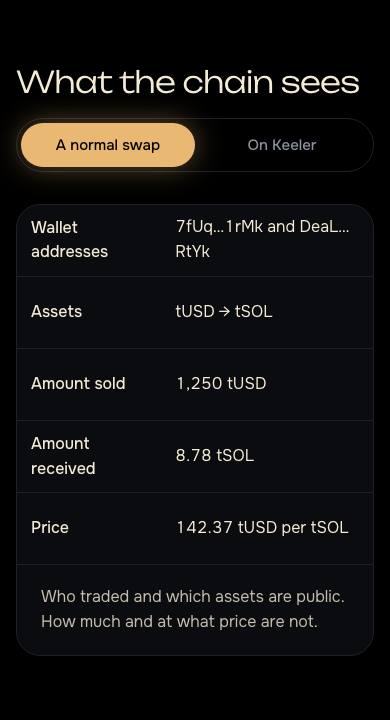 What the chain sees
A normal swap
On Keeler
Wallet addresses
7fUq...1rMk and DeaL...RtYk
Assets
tUSD → tSOL
Amount sold
1,250 tUSD
Amount received
8.78 tSOL
Price
142.37 tUSD per tSOL
Who traded and which assets are public.
How much and at what price are not.